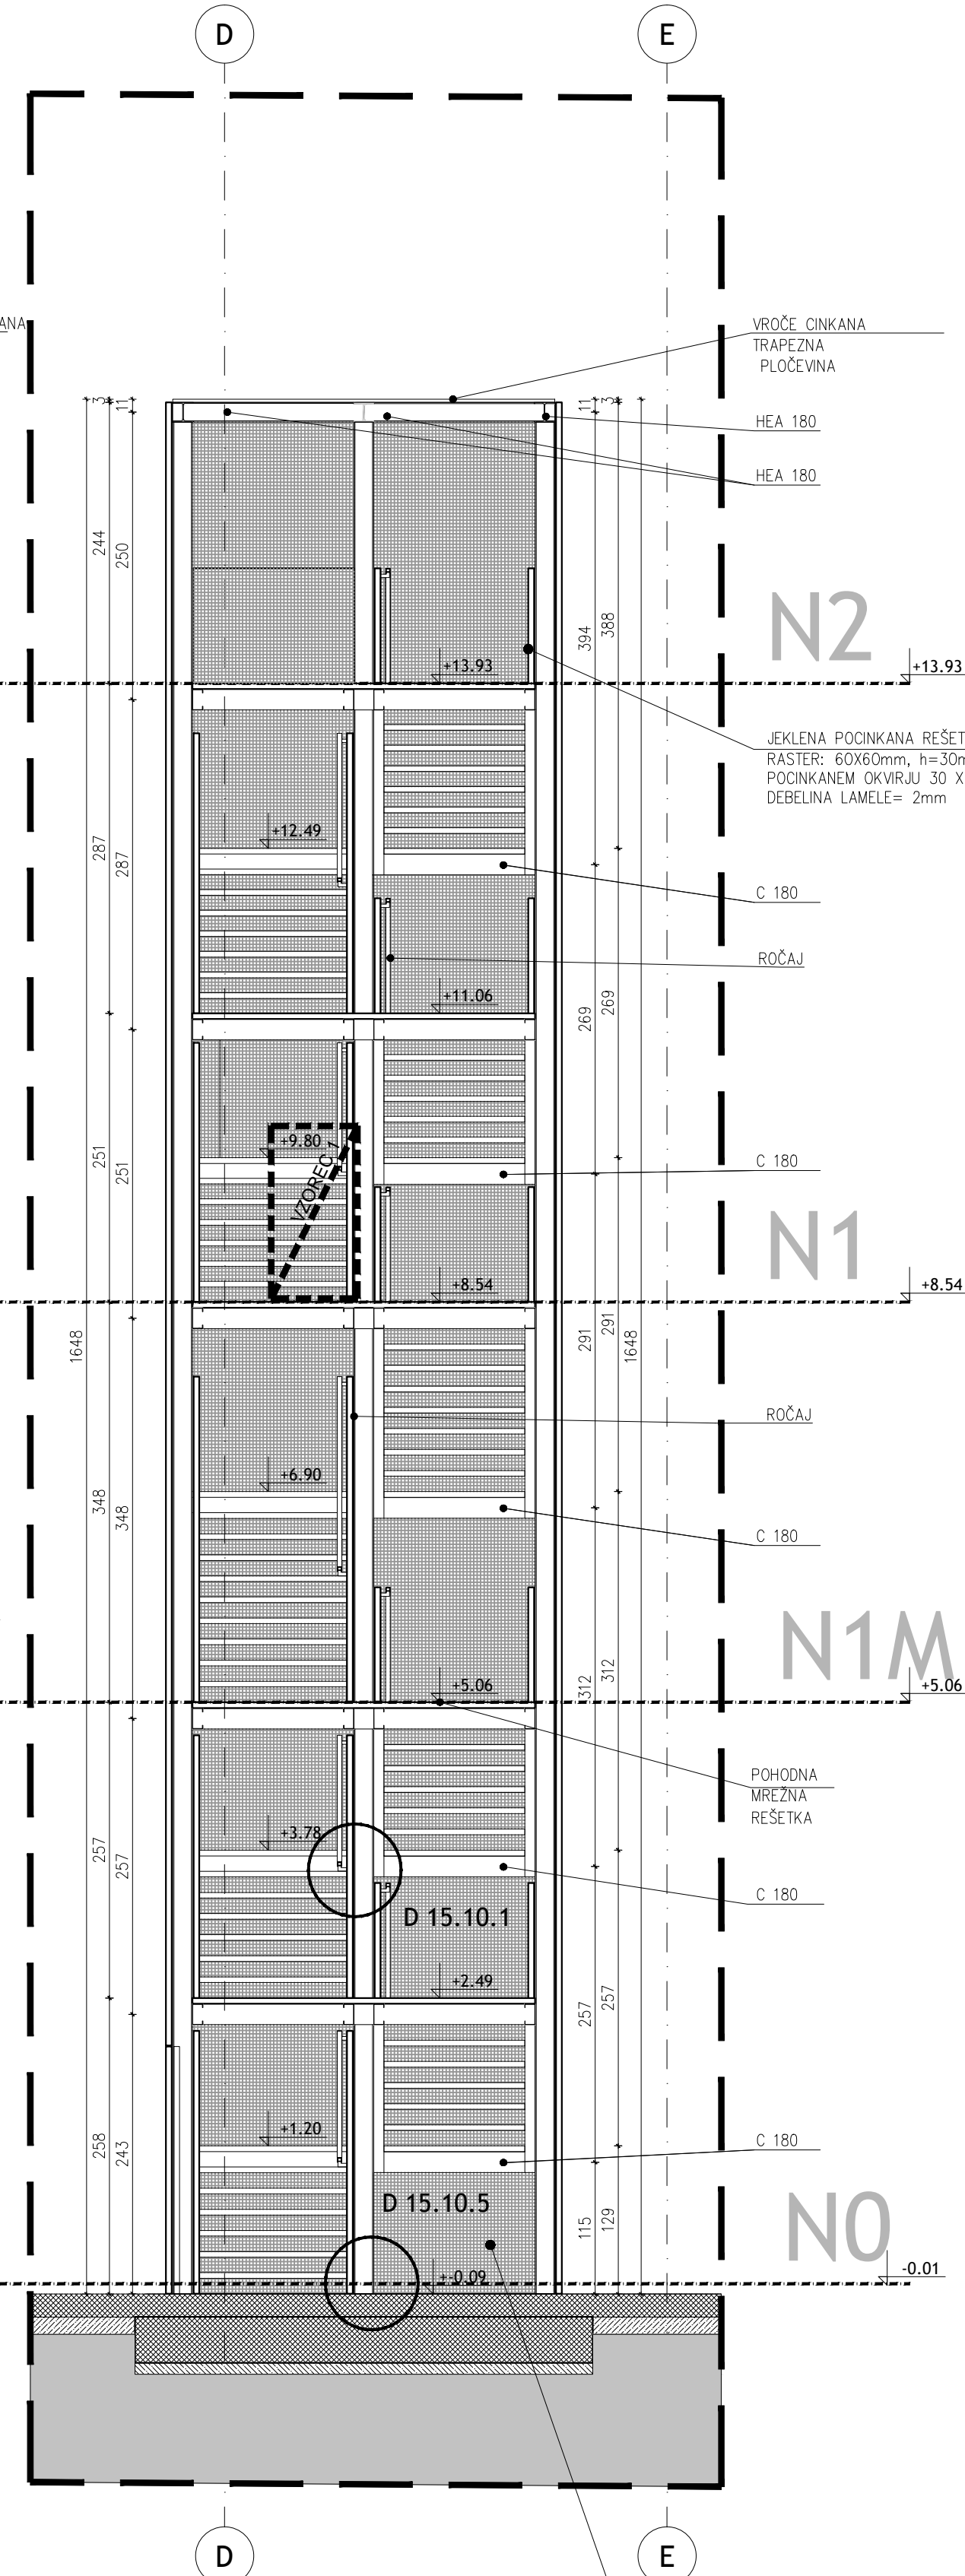 D
E
ANA
VROČE CINKANA
TRAPEZNA
PLOČEVINA
3
11
11
3
HEA 180
HEA 180
244
250
394
388
N2
+13.93
+13.93
JEKLENA POCINKANA REŠET
RASTER: 60X60mm, h=30m
POCINKANEM OKVIRJU 30 X
DEBELINA LAMELE= 2mm
+12.49
287
287
C 180
ROČAJ
+11.06
269
269
+9.80
VZOREC 1
251
251
C 180
N1
+8.54
+8.54
1648
291
291
1648
ROČAJ
+6.90
348
348
C 180
N1M
312
312
+5.06
+5.06
POHODNA
MREŽNA
REŠETKA
+3.78
257
257
C 180
D 15.10.1
+2.49
257
257
+1.20
258
243
C 180
D 15.10.5
115
129
N0
+-0.09
-0.01
D
E